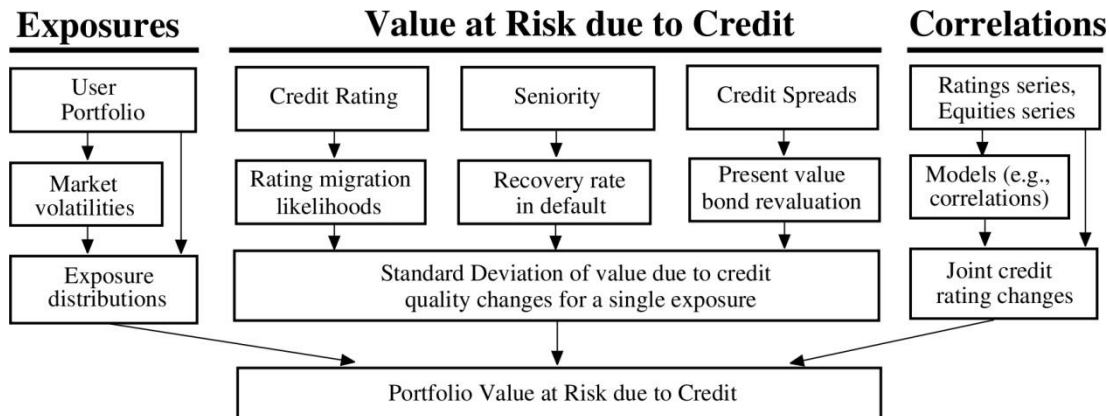 Exposures
Value at Risk due to Credit
Correlations
User
Portfolio
Credit Rating
Seniority
Credit Spreads
Ratings series,
Equities series
Market
volatilities
Rating migration
likelihoods
Recovery rate
in default
Present value
bond revaluation
Models (e.g.,
correlations)
Exposure
distributions
Standard Deviation of value due to credit
quality changes for a single exposure
Joint credit
rating changes
Portfolio Value at Risk due to Credit